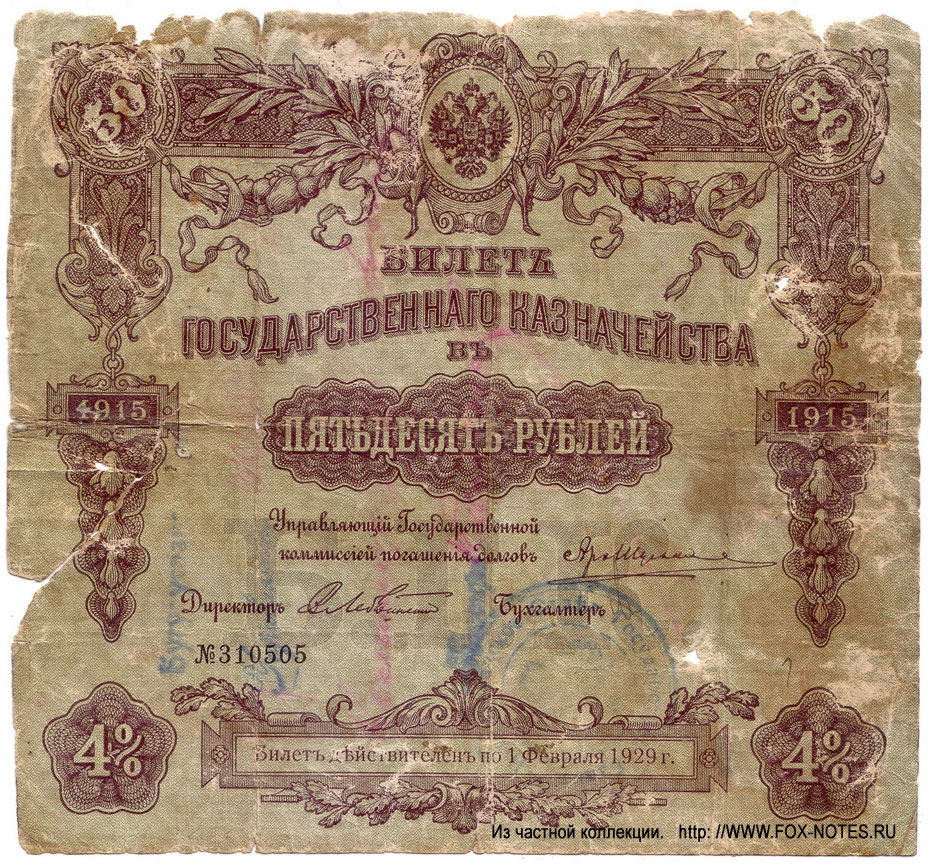 50 50
БИЛЕТЪ
ГОСУДАРСТВЕННАГО КАЗНАЧЕЙСТВА
ВЪ
1915 1915
ПЯТЬДЕСЯТЪ РУБЛЕЙ
Управляющій Государственной
коммиссіей погашенія долговъ
Директоръ Бухгалтеръ
№310505
4% 4%
Билетъ дѣйствителенъ по 1 Февраля 1929 г.
Из частной коллекции. http: //WWW.FOX-NOTES.RU